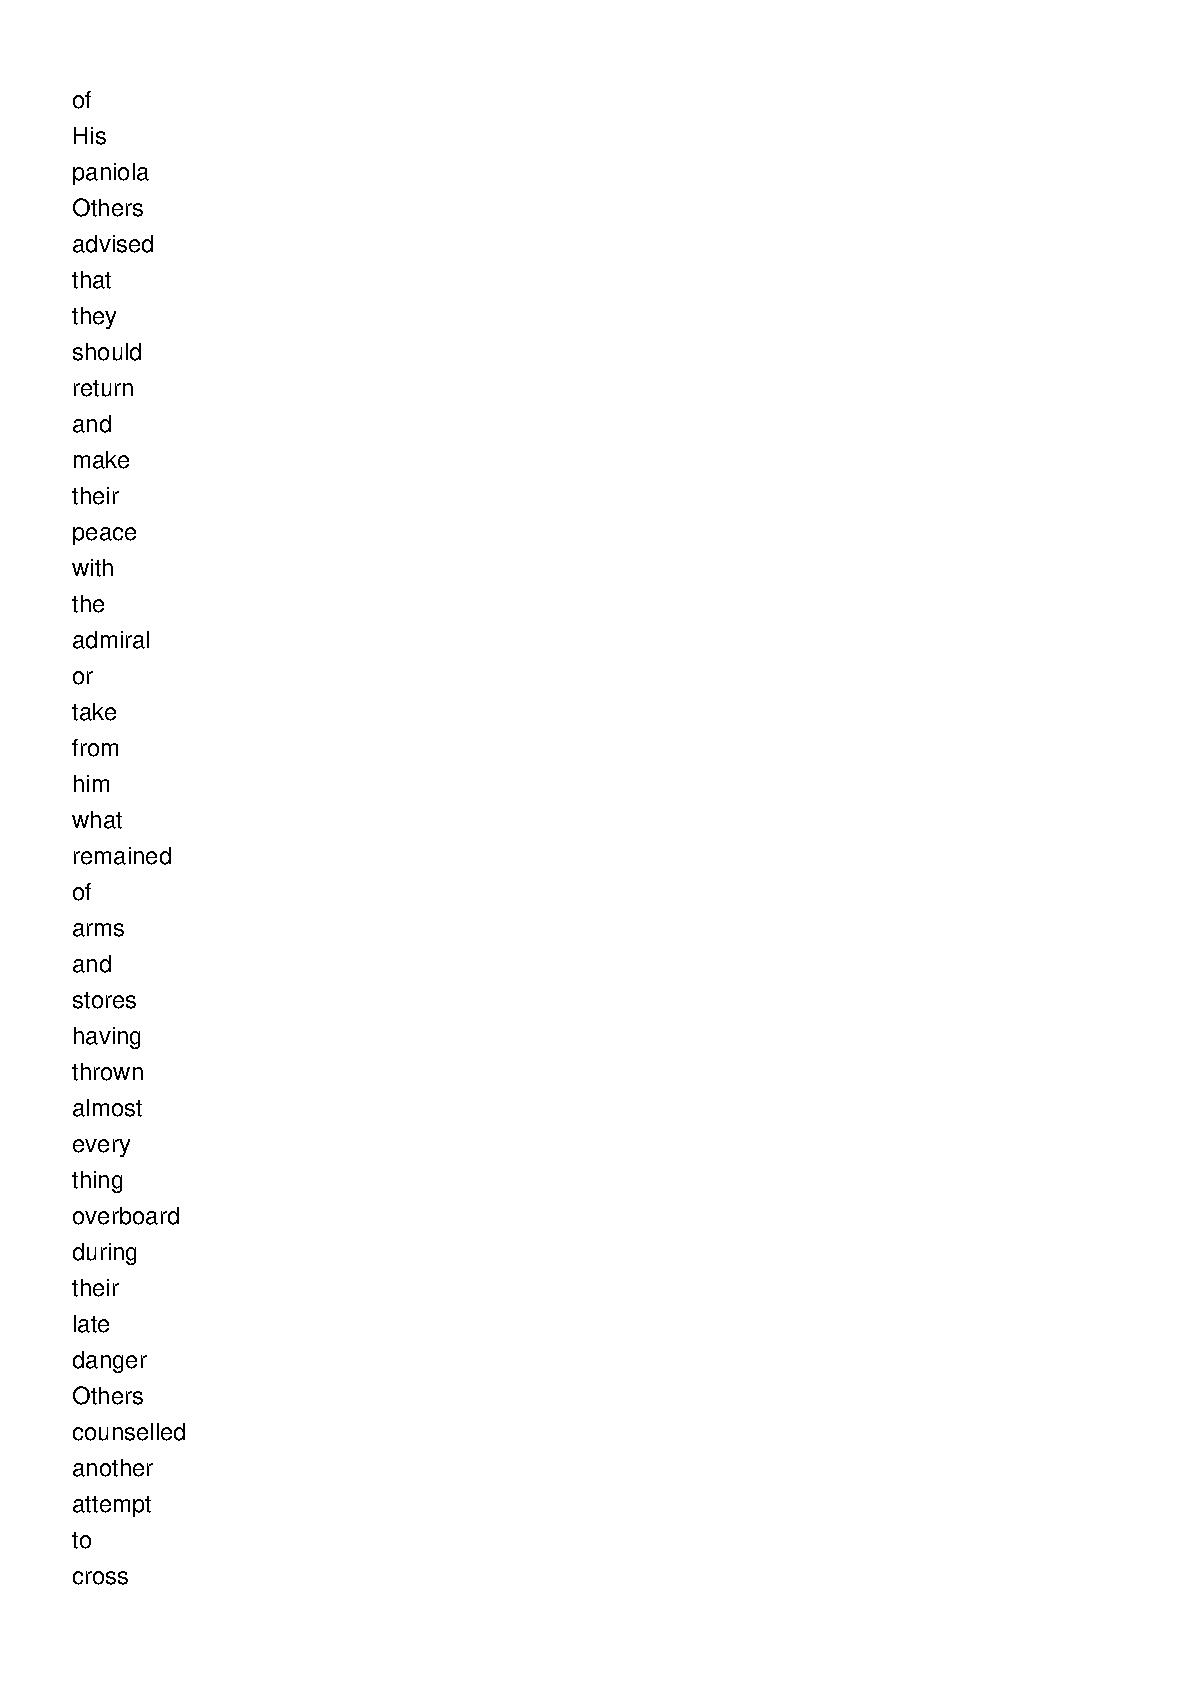 of
His
paniola
Others
advised
that
they
should
return
and
make
their
peace
with
the
admiral
or
take
from
him
what
remained
of
arms
and
stores
having
thrown
almost
every
thing
overboard
during
their
late
danger
Others
counselled
another
attempt
to
cross